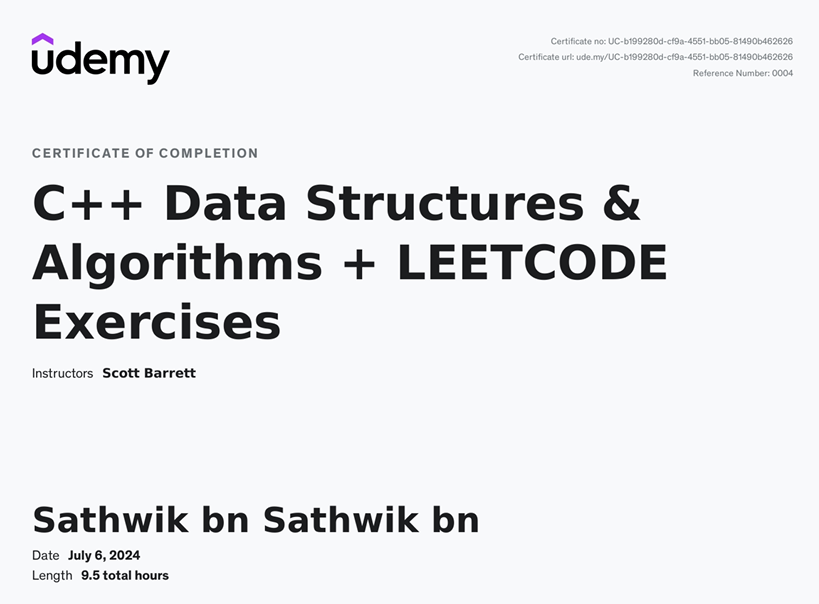 udemy
Certificate no: UC-b199280d-cf9a-4551-bb05-81490b462626
Certificate url: ude.my/UC-b199280d-cf9a-4551-bb05-81490b462626
Reference Number: 0004
CERTIFICATE OF COMPLETION
C++ Data Structures &
Algorithms + LEETCODE
Exercises
Instructors Scott Barrett
Sathwik bn Sathwik bn
Date July 6, 2024
Length 9.5 total hours